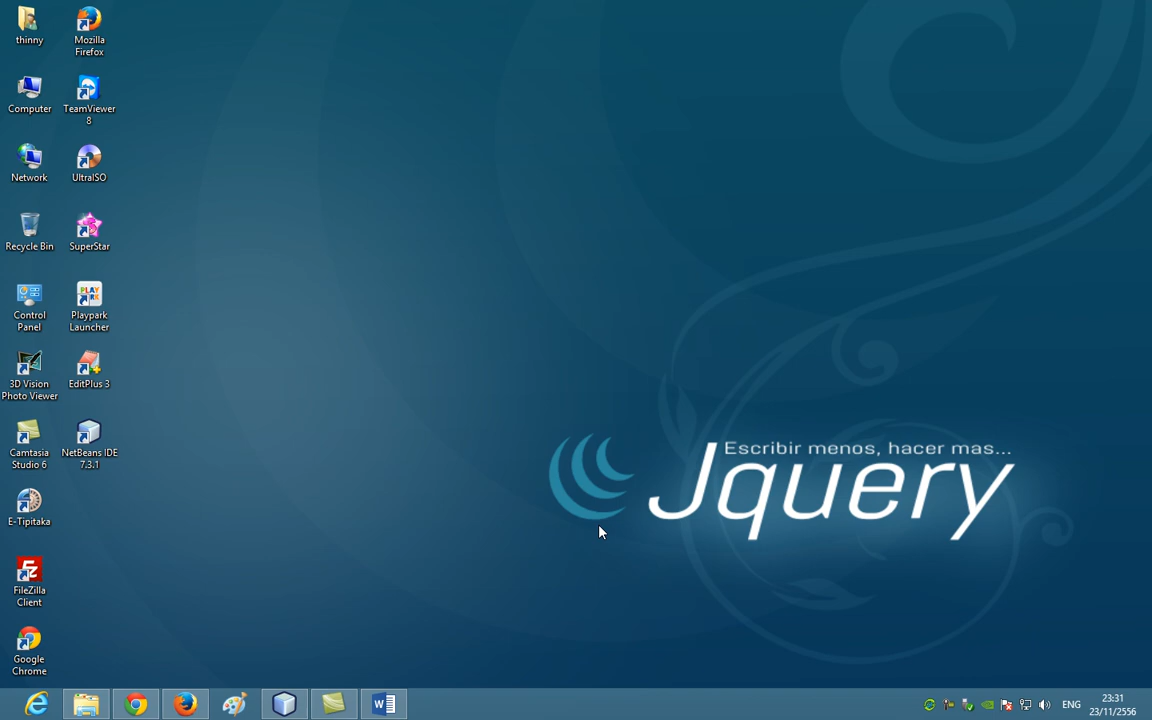 thinny
Mozilla
Firefox
Computer
TeamViewer
8
Network
UltraISO
Recycle Bin
SuperStar
Control
Panel
PLAY
PARK
Playpark
Launcher
3D Vision
Photo Viewer
EditPlus 3
Camtasia
Studio 6
NetBeans IDE
7.3.1
E-Tipitaka
FileZilla
Client
Google
Chrome
Escribir menos, hacer mas...
Jquery
ENG
23:31
23/11/2556